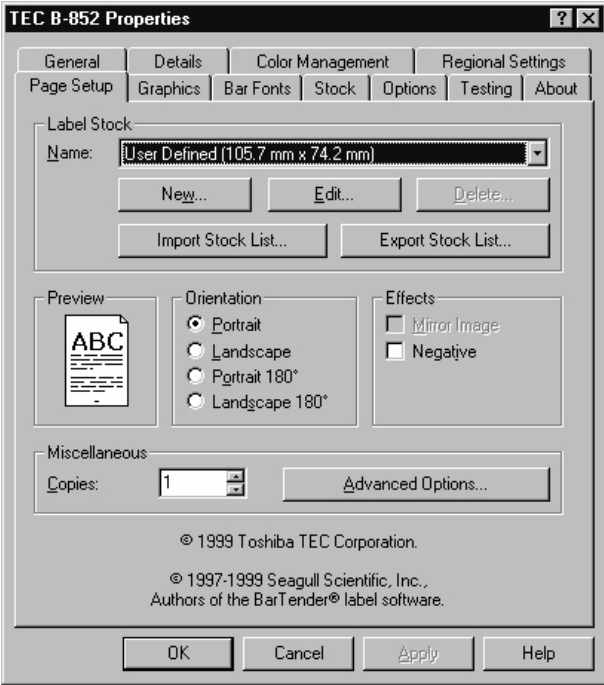 TEC B-852 Properties
General Details Color Management Regional Settings
Page Setup Graphics Bar Fonts Stock Options Testing About
Label Stock
Name: User Defined (105.7 mm x 74.2 mm)
New... Edit... Delete...
Import Stock List... Export Stock List...
Preview Orientation Effects
ABC
Portrait Mirror Image
Landscape Negative
Portrait 180°
Landscape 180°
Miscellaneous
Copies: 1 Advanced Options...
© 1999 Toshiba TEC Corporation.
© 1997-1999 Seagull Scientific, Inc.,
Authors of the BarTender® label software.
OK Cancel Apply Help